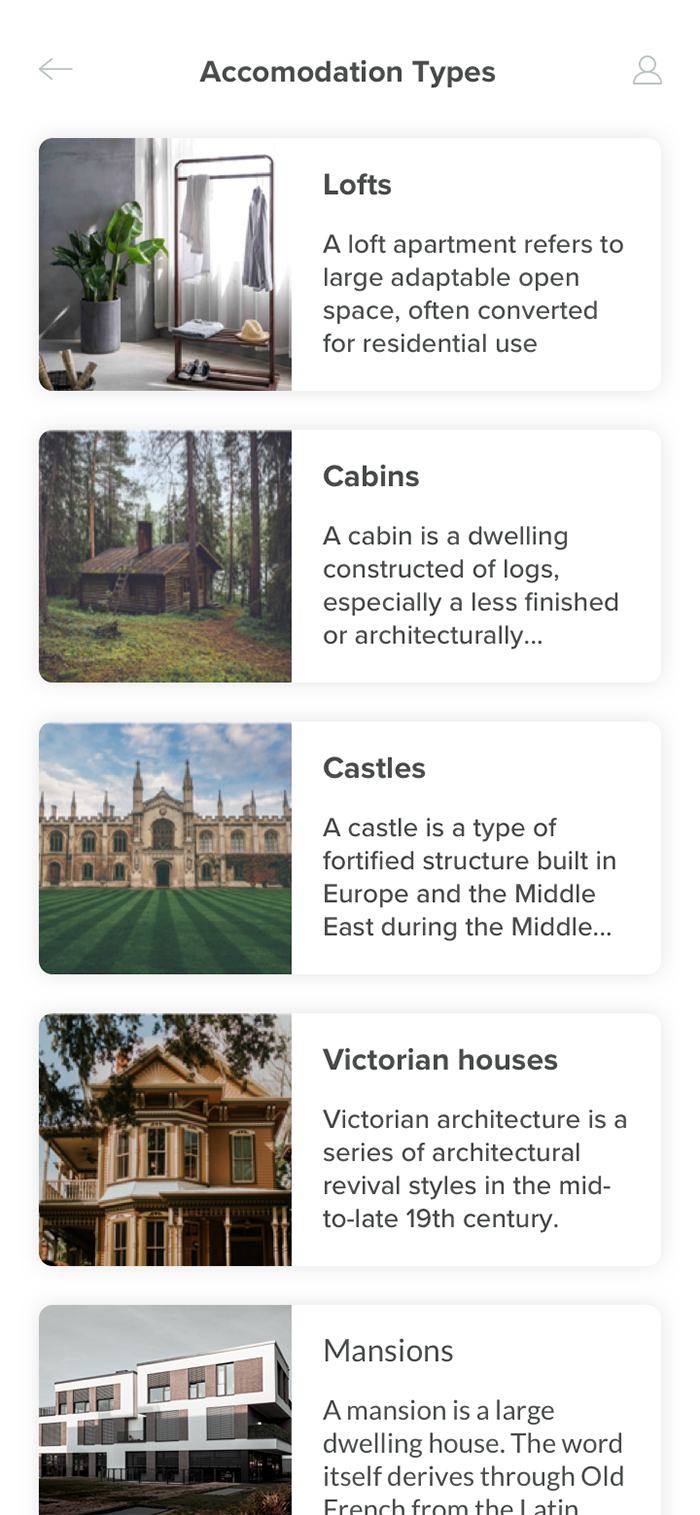 Accomodation Types
Lofts
A loft apartment refers to
large adaptable open
space, often converted
for residential use
Cabins
A cabin is a dwelling
constructed of logs,
especially a less finished
or architecturally...
Castles
A castle is a type of
fortified structure built in
Europe and the Middle
East during the Middle...
Victorian houses
Victorian architecture is a
series of architectural
revival styles in the mid-
to-late 19th century.
Mansions
A mansion is a large
dwelling house. The word
itself derives through Old
French from the Latin